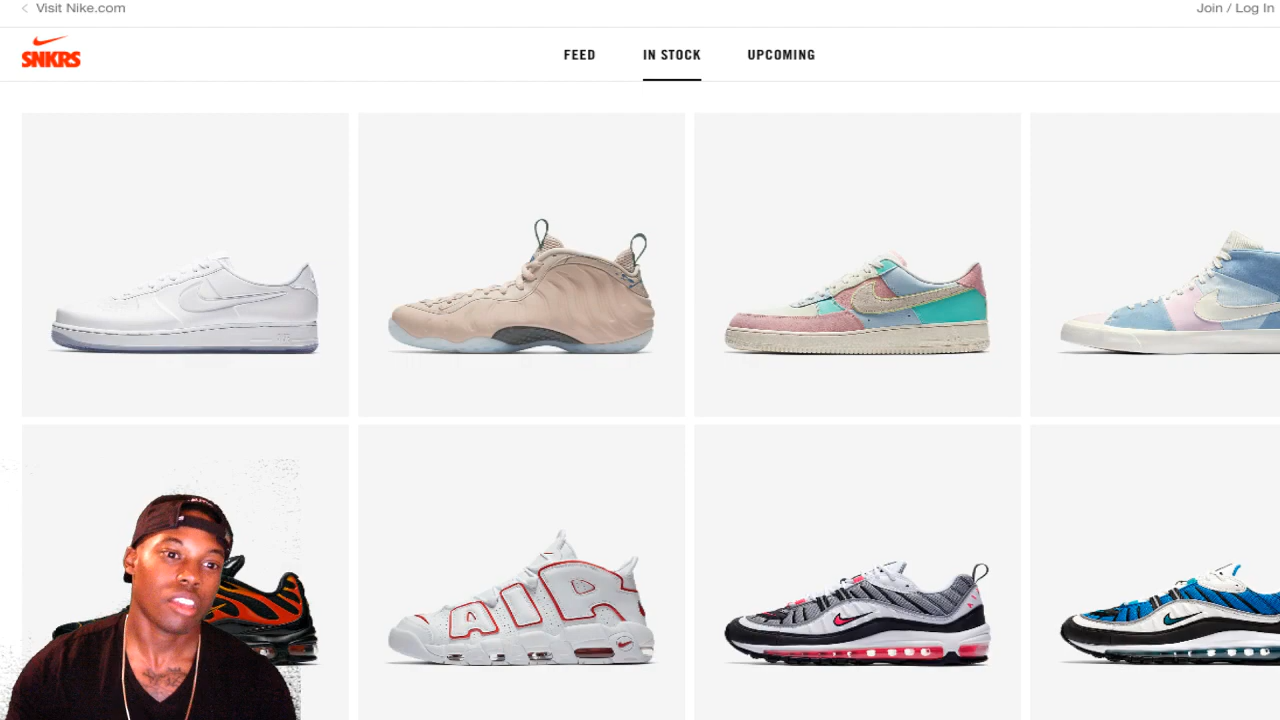 Visit Nike.com
Join / Log In
SNKRS
FEED
IN STOCK
UPCOMING
AIR